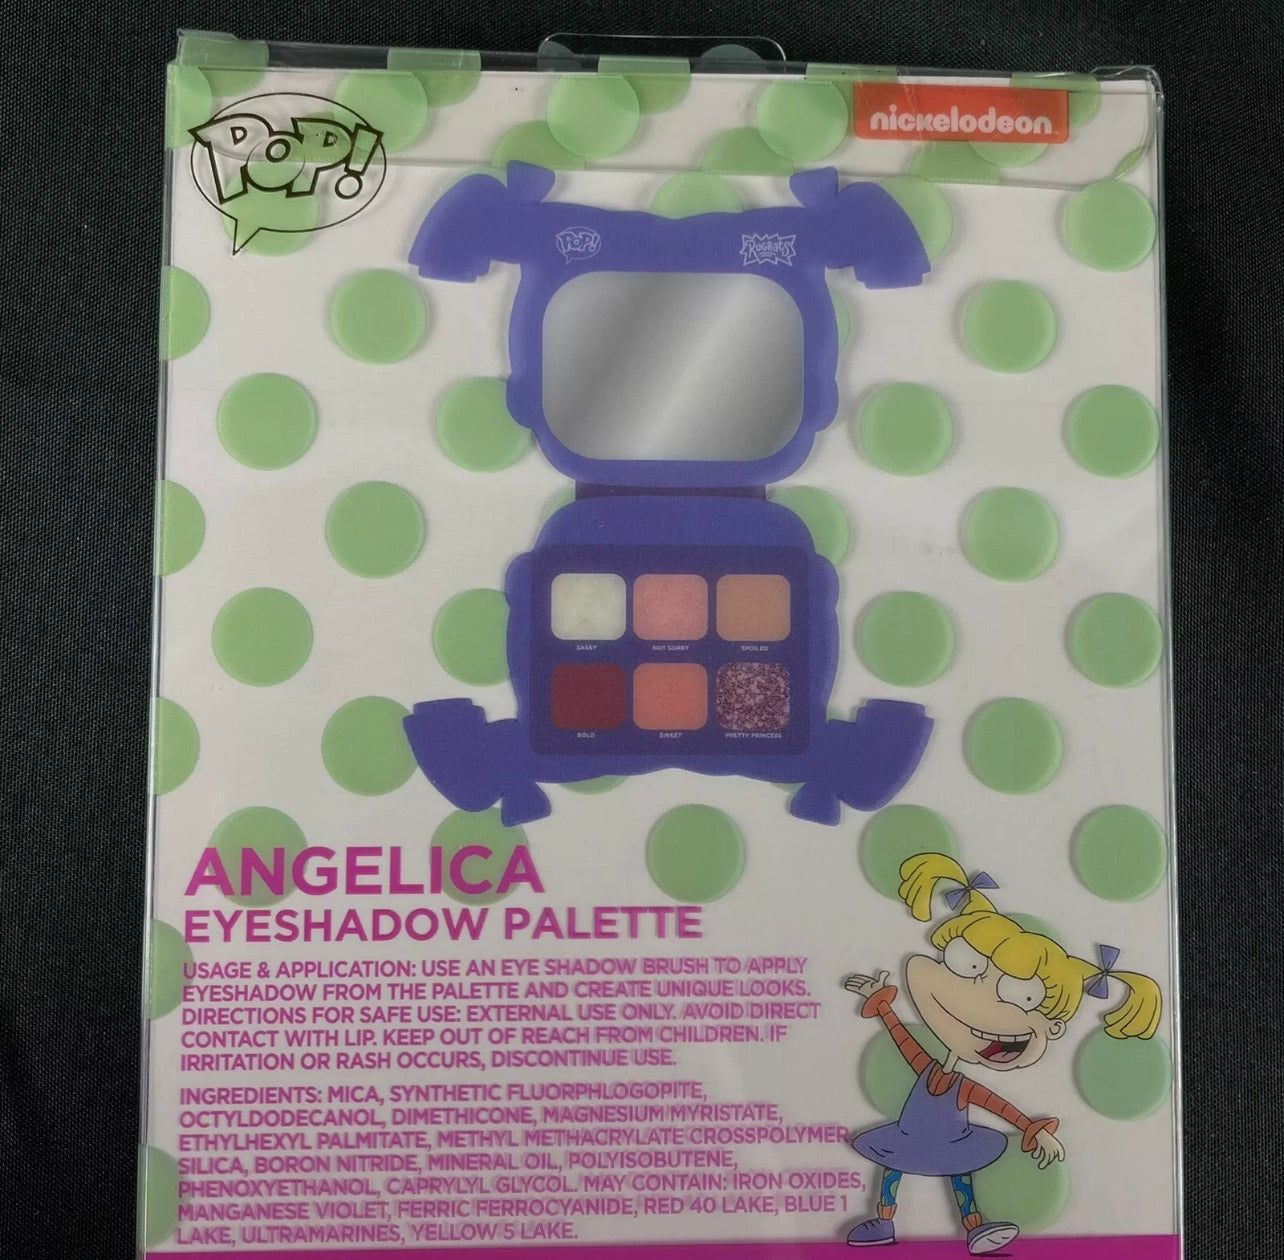 POP!
nickelodeon
POP!
RUGRATS
SASSY NOT SORRY SPOILED
BOLD SWEET PRETTY PRINCESS
ANGELICA
EYESHADOW PALETTE
USAGE & APPLICATION: USE AN EYE SHADOW BRUSH TO APPLY
EYESHADOW FROM THE PALETTE AND CREATE UNIQUE LOOKS.
DIRECTIONS FOR SAFE USE: EXTERNAL USE ONLY. AVOID DIRECT
CONTACT WITH LIP. KEEP OUT OF REACH FROM CHILDREN. IF
IRRITATION OR RASH OCCURS, DISCONTINUE USE.
INGREDIENTS: MICA, SYNTHETIC FLUORPHLOGOPITE,
OCTYLDODECANOL, DIMETHICONE, MAGNESIUM MYRISTATE,
ETHYLHEXYL PALMITATE, METHYL METHACRYLATE CROSSPOLYMER,
SILICA, BORON NITRIDE, MINERAL OIL, POLYISOBUTENE,
PHENOXYETHANOL, CAPRYLYL GLYCOL. MAY CONTAIN: IRON OXIDES,
MANGANESE VIOLET, FERRIC FERROCYANIDE, RED 40 LAKE, BLUE 1
LAKE, ULTRAMARINES, YELLOW 5 LAKE.